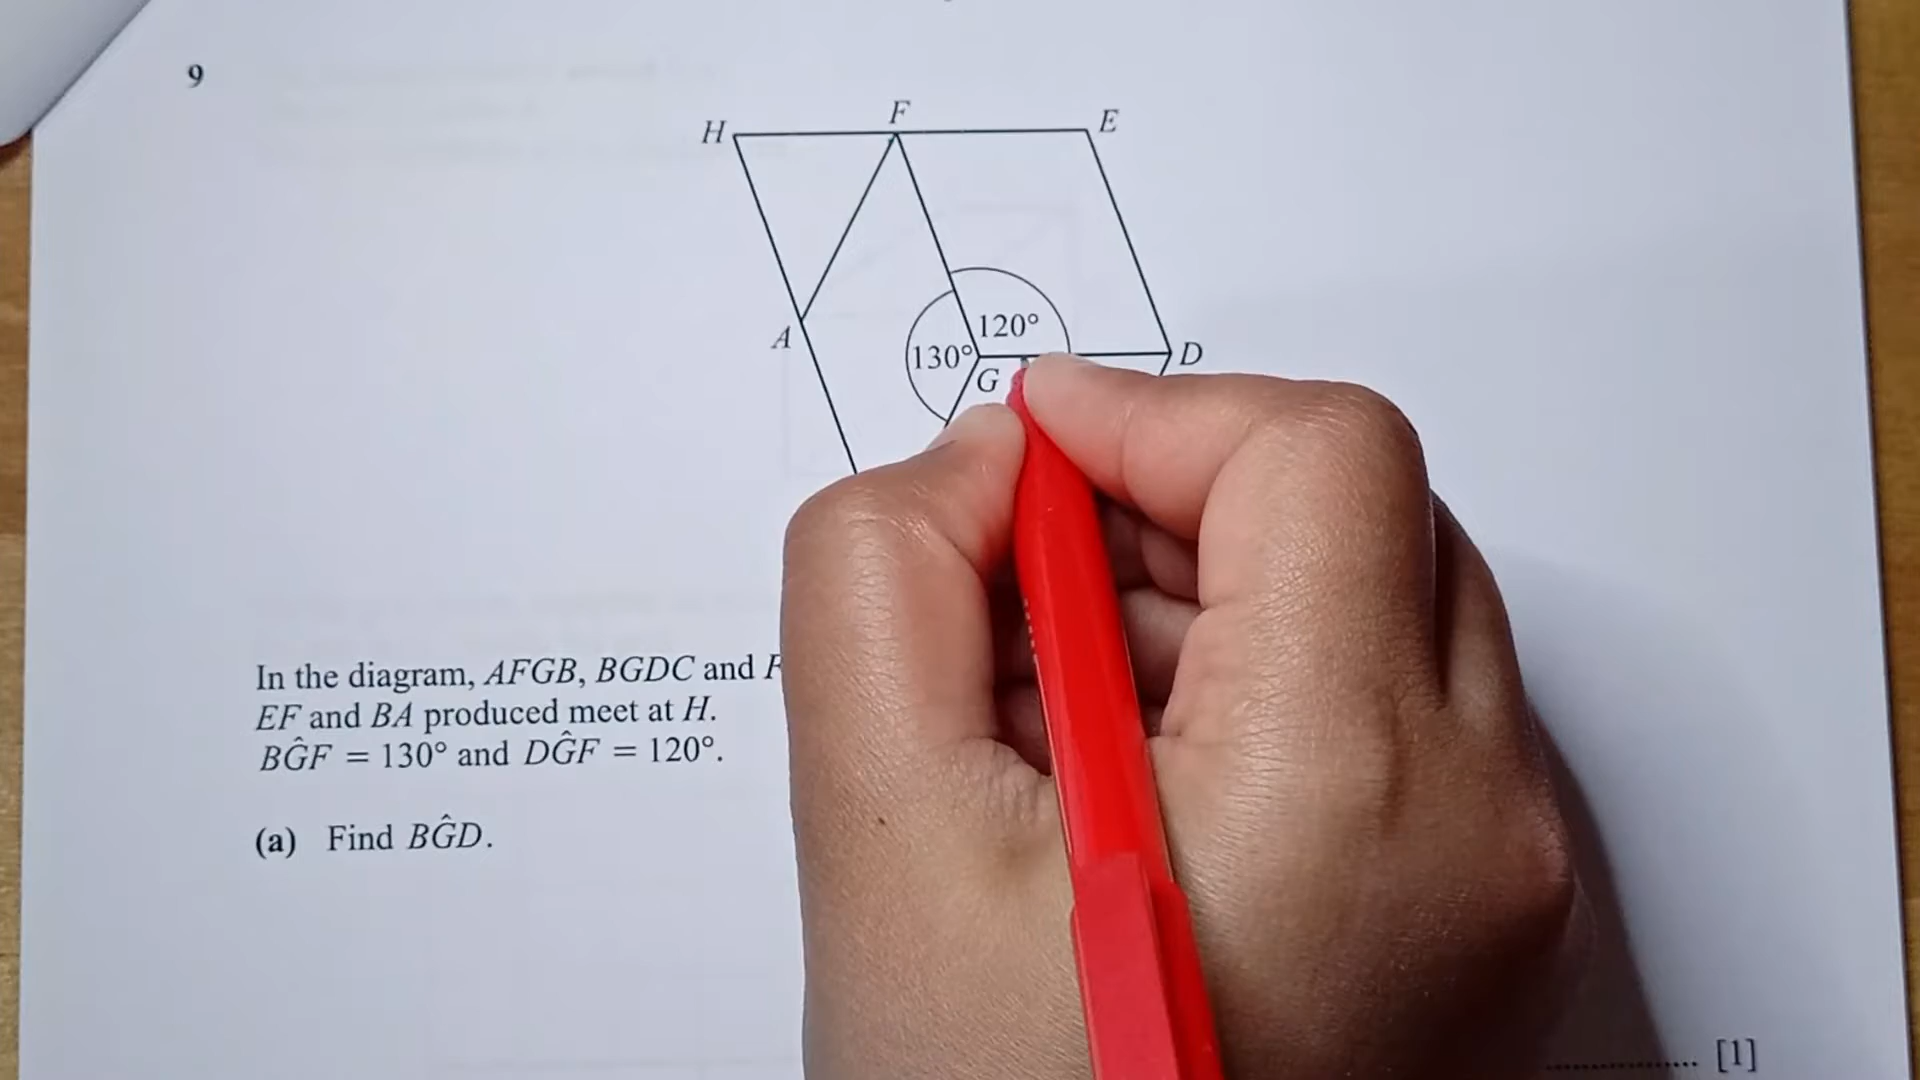 9
H
F
E
120°
A
130°
D
G
In the diagram, AFGB, BGDC and
EF and BA produced meet at H.
BĜF = 130° and DĜF = 120°.
(a) Find BĜD.
[1]